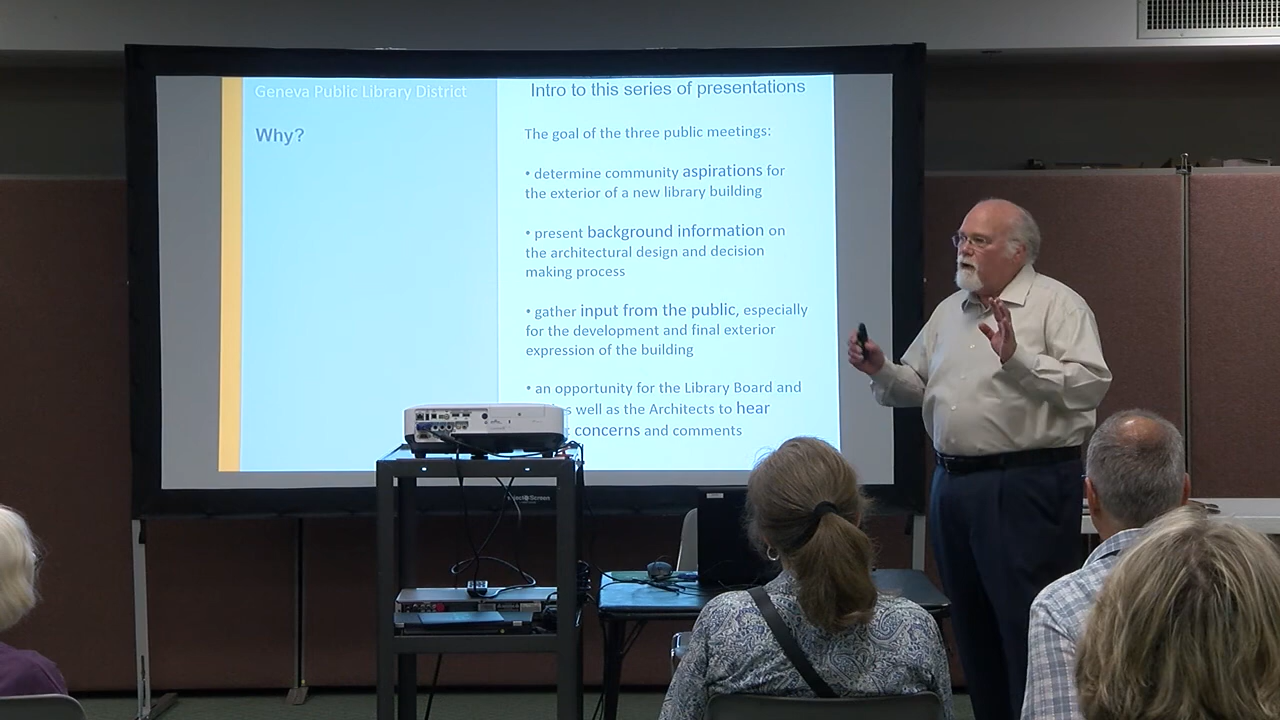 Geneva Public Library District
Why?
Intro to this series of presentations
The goal of the three public meetings:
• determine community aspirations for
the exterior of a new library building
• present background information on
the architectural design and decision
making process
• gather input from the public, especially
for the development and final exterior
expression of the building
• an opportunity for the Library Board and
well as the Architects to hear
concerns and comments